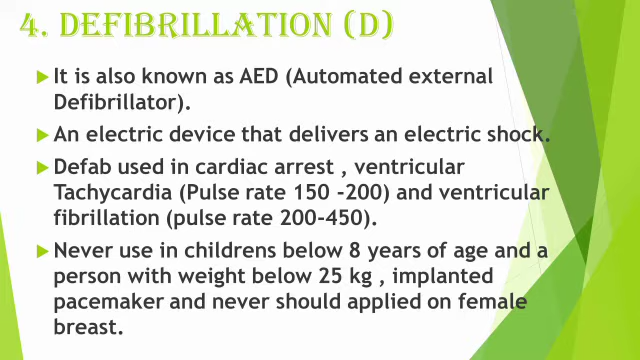 4. DEFIBRILLATION (D)
It is also known as AED (Automated external
Defibrillator).
An electric device that delivers an electric shock.
Defab used in cardiac arrest , ventricular
Tachycardia (Pulse rate 150 -200) and ventricular
fibrillation (pulse rate 200-450).
Never use in childrens below 8 years of age and a
person with weight below 25 kg , implanted
pacemaker and never should applied on female
breast.